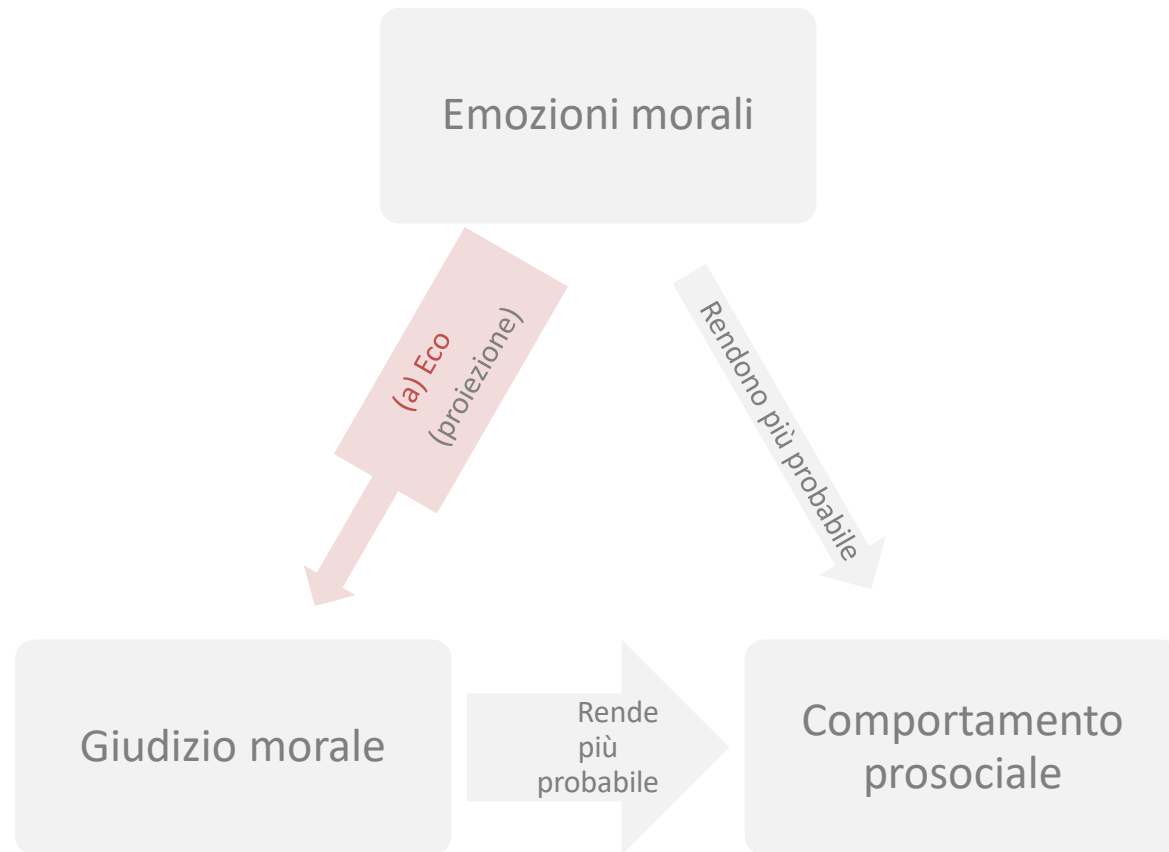 Emozioni morali
(a) Eco
(proiezione)
Rendono più probabile
Giudizio morale
Rende
più
probabile
Comportamento
prosociale